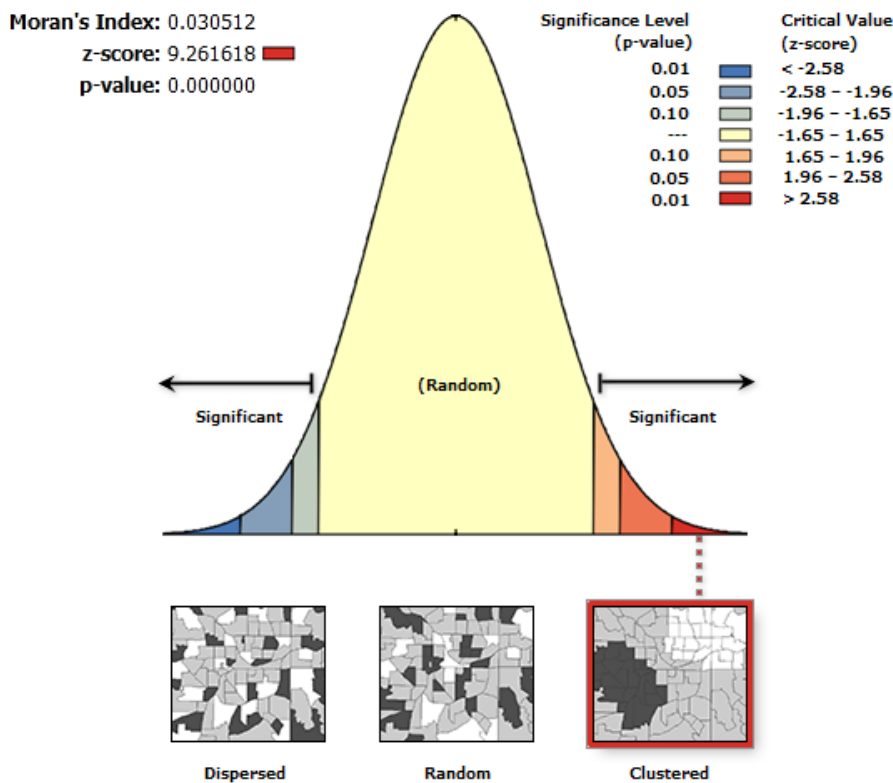 Moran's Index: 0.030512
z-score: 9.261618
p-value: 0.000000
Significance Level
(p-value)
Critical Value
(z-score)
0.01 < -2.58
0.05 -2.58 – -1.96
0.10 -1.96 – -1.65
--- -1.65 – 1.65
0.10 1.65 – 1.96
0.05 1.96 – 2.58
0.01 > 2.58
(Random)
Significant
Significant
Dispersed
Random
Clustered